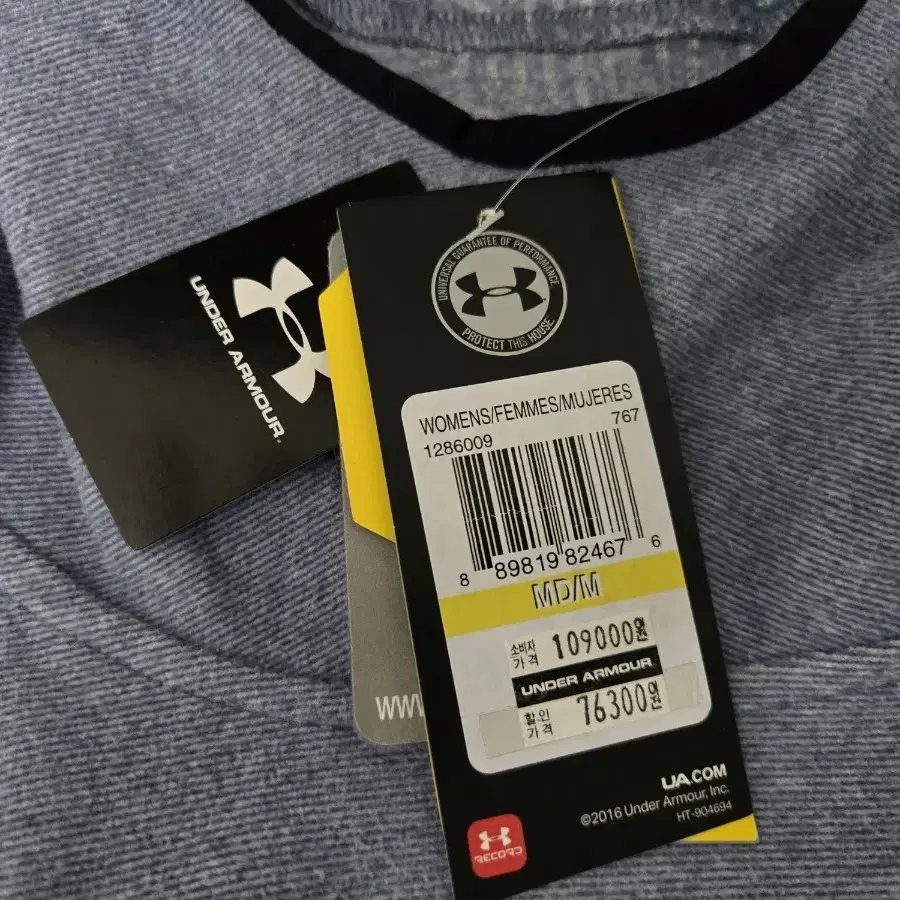 UNDER ARMOUR.
UNIVERSAL GUARANTEE OF PERFORMANCE.
PROTECT THIS HOUSE.
WOMENS/FEMMES/MUJERES
1286009 767
8 89819 82467 6
MD/M
소비자
가격 109000원
UNDER ARMOUR
할인
가격 76300원
WWW
UA.COM
©2016 Under Armour, Inc.
HT-904694
RECORD